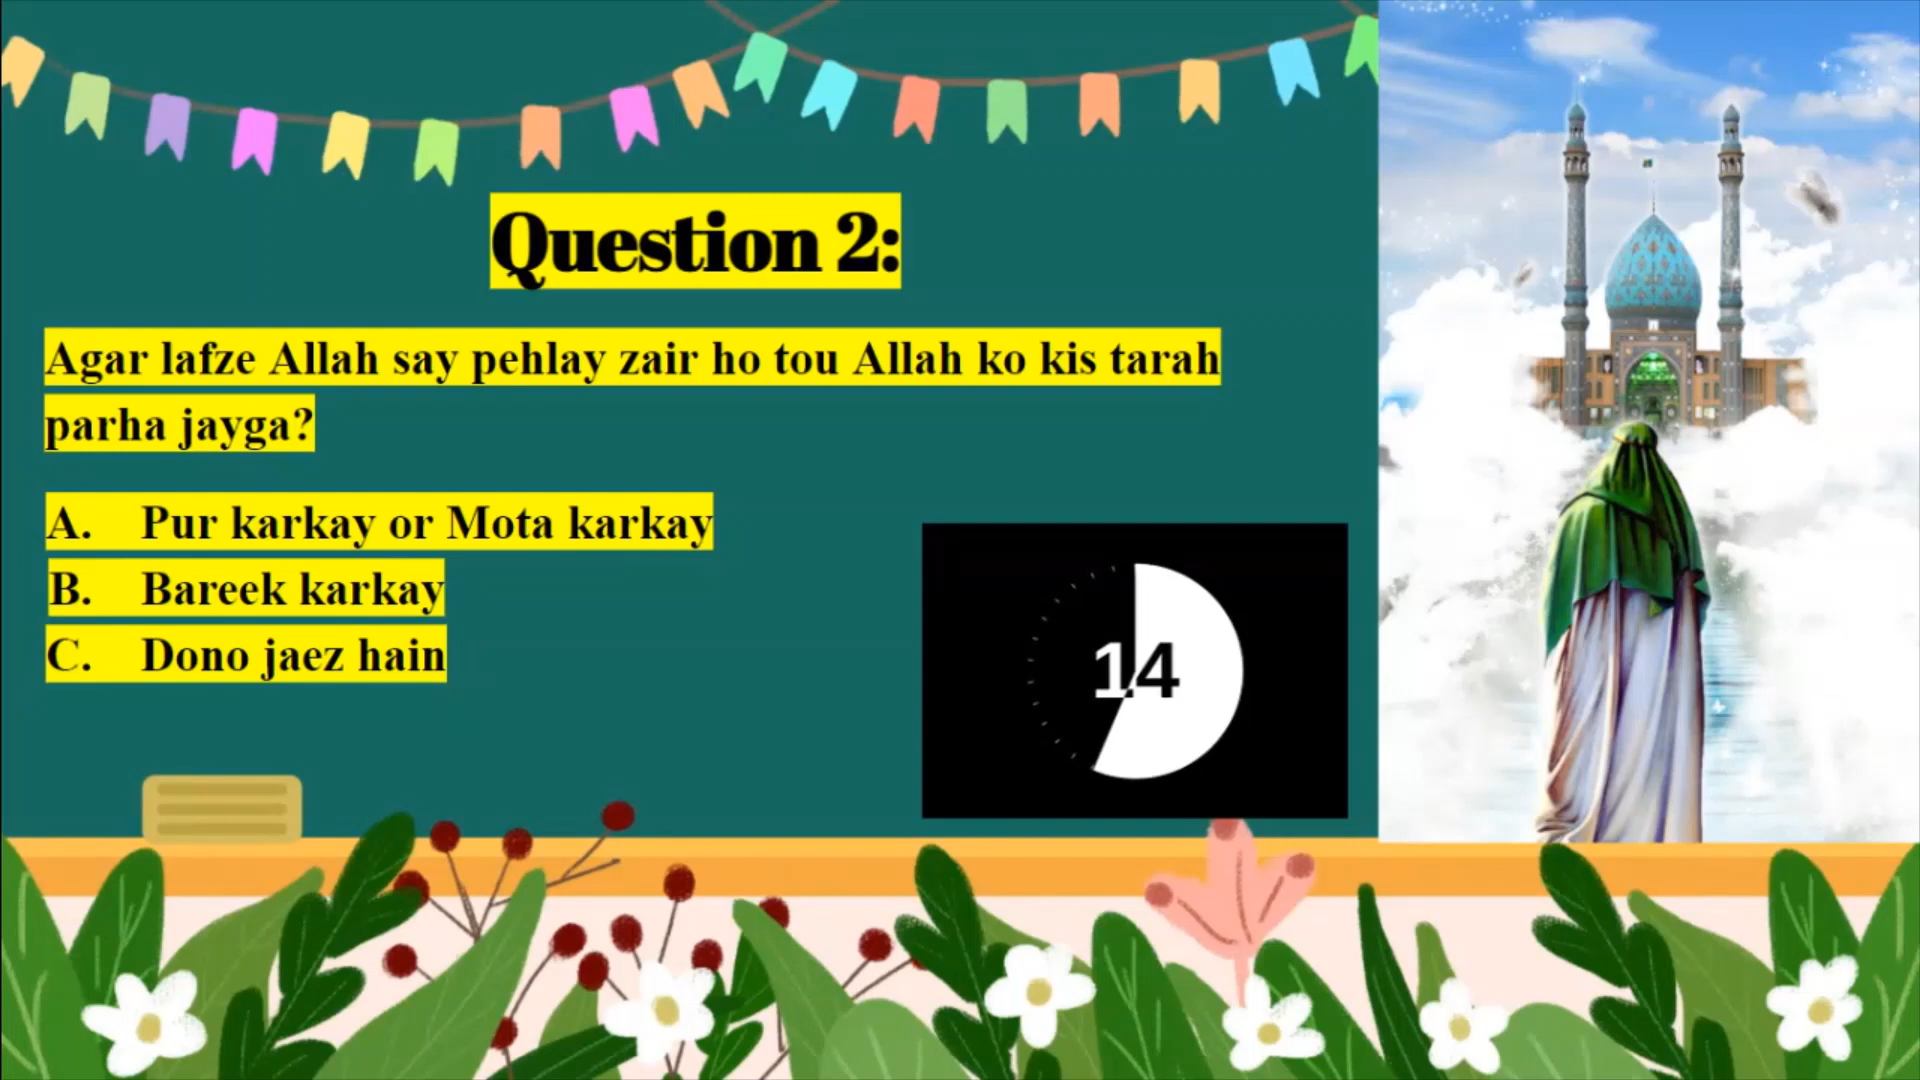 Question 2:
Agar lafze Allah say pehlay zair ho tou Allah ko kis tarah
parha jayga?
A. Pur karkay or Mota karkay
B. Bareek karkay
C. Dono jaez hain
14